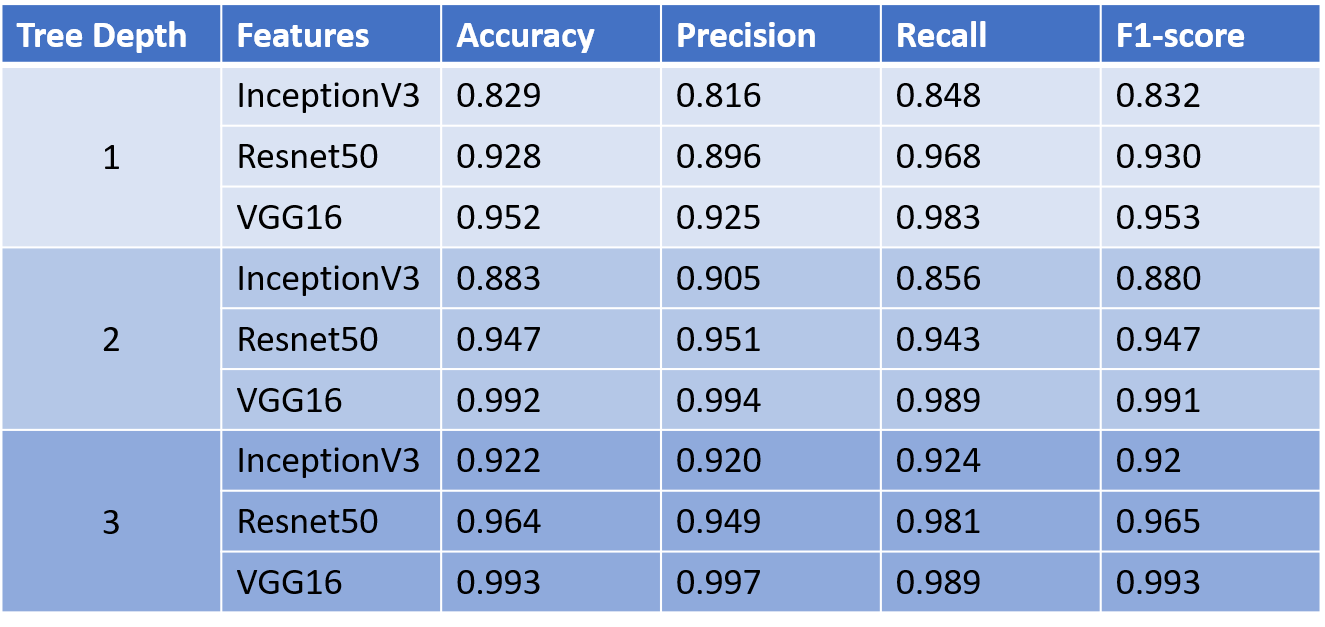 Tree Depth Features Accuracy Precision Recall F1-score
1
InceptionV3 0.829 0.816 0.848 0.832
Resnet50 0.928 0.896 0.968 0.930
VGG16 0.952 0.925 0.983 0.953
2
InceptionV3 0.883 0.905 0.856 0.880
Resnet50 0.947 0.951 0.943 0.947
VGG16 0.992 0.994 0.989 0.991
3
InceptionV3 0.922 0.920 0.924 0.92
Resnet50 0.964 0.949 0.981 0.965
VGG16 0.993 0.997 0.989 0.993